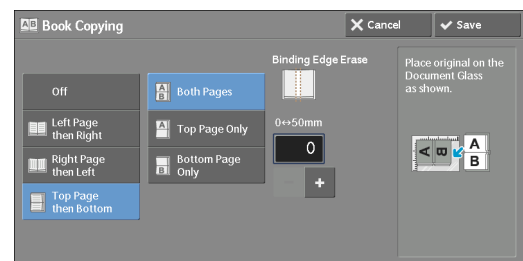 AB Book Copying
Cancel
Save
Off
Left Page
then Right
Right Page
then Left
Top Page
then Bottom
A
B
Both Pages
A
Top Page Only
Bottom Page
Only
B
Binding Edge Erase
0↔50mm
0
−
+
Place original on the
Document Glass
as shown.
A B
A
B